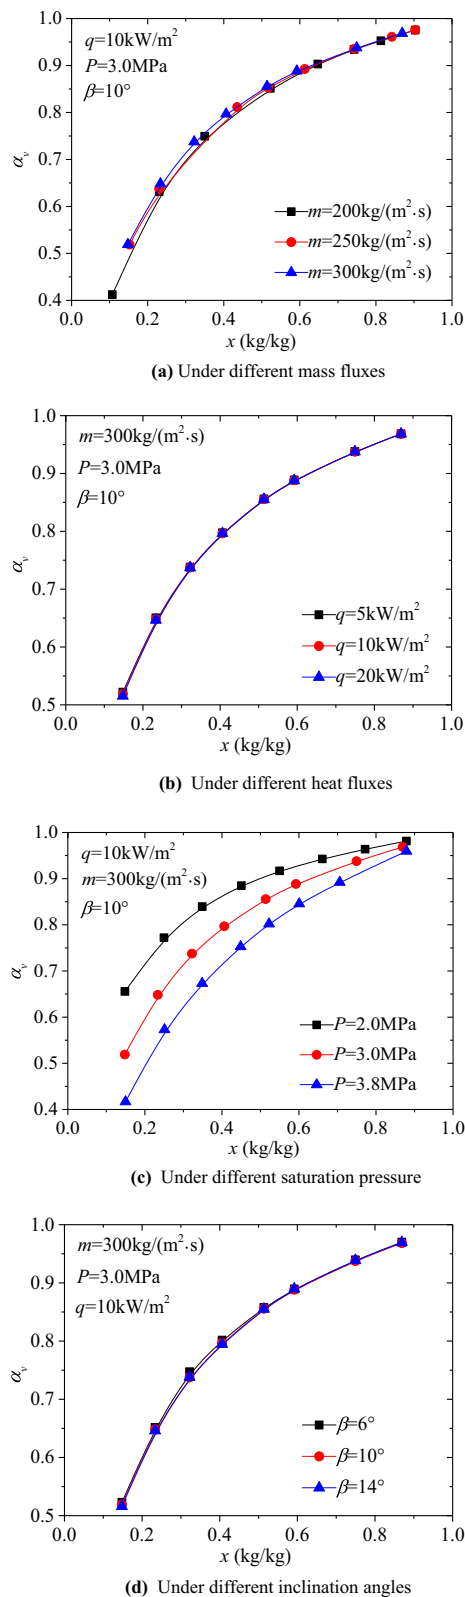 q=10kW/m²
P=3.0MPa
β=10°
m=200kg/(m²·s)
m=250kg/(m²·s)
m=300kg/(m²·s)
αᵥ
1.0
0.9
0.8
0.7
0.6
0.5
0.4
0.0 0.2 0.4 0.6 0.8 1.0
x (kg/kg)
(a) Under different mass fluxes
m=300kg/(m²·s)
P=3.0MPa
β=10°
q=5kW/m²
q=10kW/m²
q=20kW/m²
αᵥ
1.0
0.9
0.8
0.7
0.6
0.5
0.0 0.2 0.4 0.6 0.8 1.0
x (kg/kg)
(b) Under different heat fluxes
q=10kW/m²
m=300kg/(m²·s)
β=10°
P=2.0MPa
P=3.0MPa
P=3.8MPa
αᵥ
1.0
0.9
0.8
0.7
0.6
0.5
0.4
0.0 0.2 0.4 0.6 0.8 1.0
x (kg/kg)
(c) Under different saturation pressure
m=300kg/(m²·s)
P=3.0MPa
q=10kW/m²
β=6°
β=10°
β=14°
αᵥ
1.0
0.9
0.8
0.7
0.6
0.5
0.0 0.2 0.4 0.6 0.8 1.0
x (kg/kg)
(d) Under different inclination angles